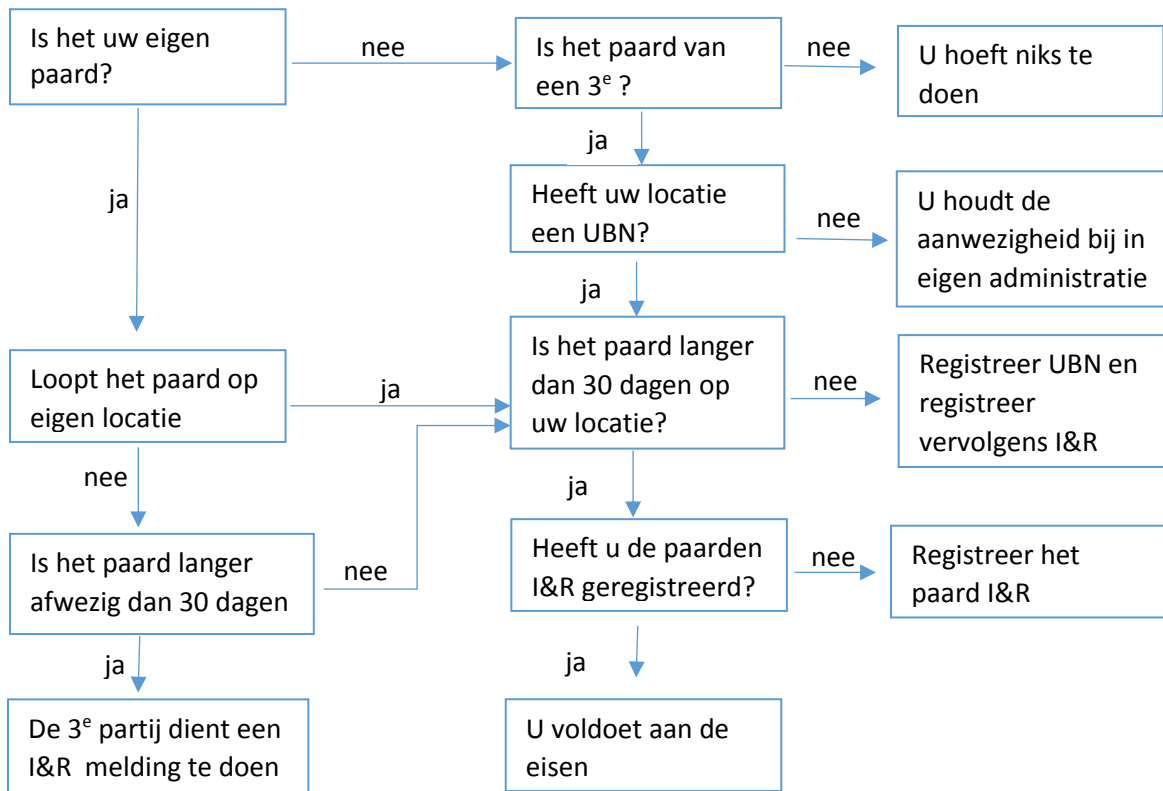 Is het uw eigen
paard?
nee
Is het paard van
een 3e ?
nee
U hoeft niks te
doen
ja
ja
Heeft uw locatie
een UBN?
nee
U houdt de
aanwezigheid bij in
eigen administratie
ja
Loopt het paard op
eigen locatie
ja
Is het paard langer
dan 30 dagen op
uw locatie?
nee
Registreer UBN en
registreer
vervolgens I&R
nee
ja
Is het paard langer
afwezig dan 30 dagen
nee
Heeft u de paarden
I&R geregistreerd?
nee
Registreer het
paard I&R
ja
ja
De 3e partij dient een
I&R melding te doen
U voldoet aan de
eisen